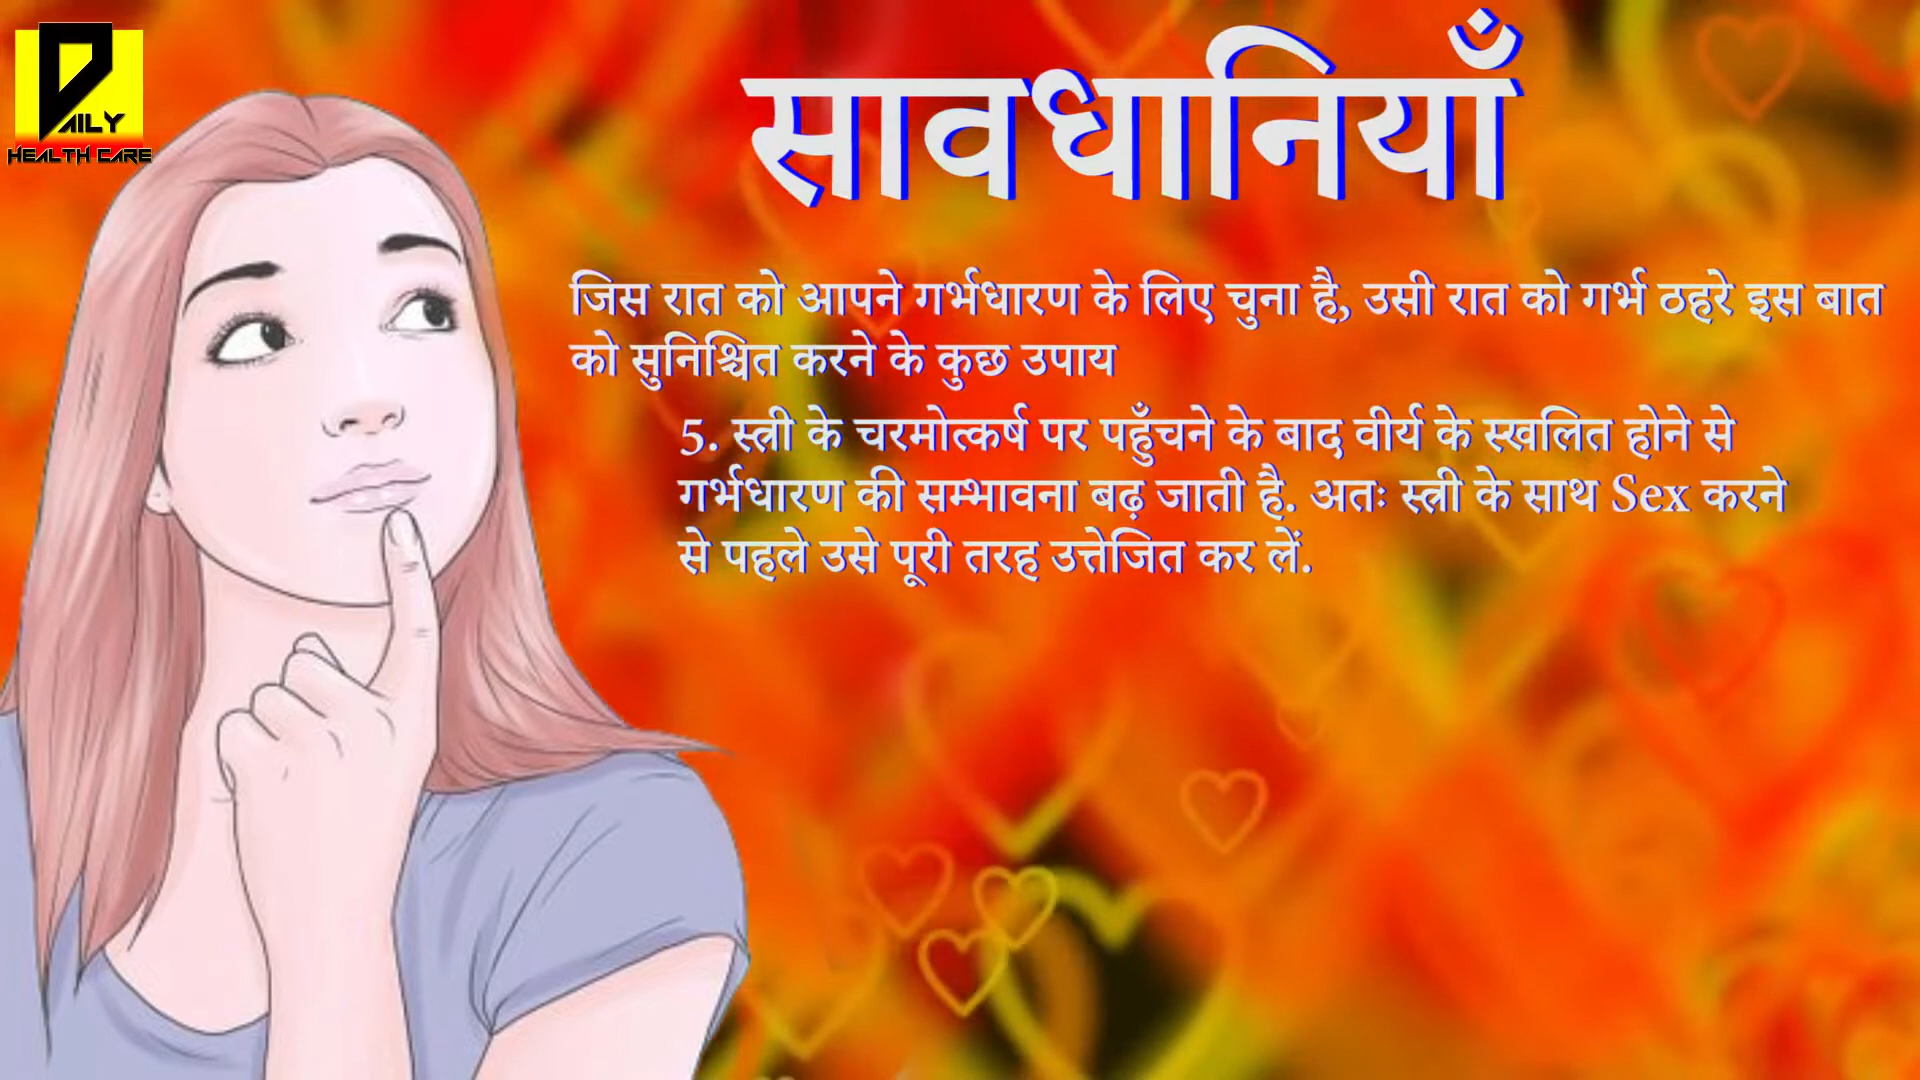 DAILY
HEALTH CARE
सावधानियाँ
जिस रात को आपने गर्भधारण के लिए चुना है, उसी रात को गर्भ ठहरे इस बात
को सुनिश्चित करने के कुछ उपाय
5. स्त्री के चरमोत्कर्ष पर पहुँचने के बाद वीर्य के स्खलित होने से
गर्भधारण की सम्भावना बढ़ जाती है. अतः स्त्री के साथ Sex करने
से पहले उसे पूरी तरह उत्तेजित कर लें.